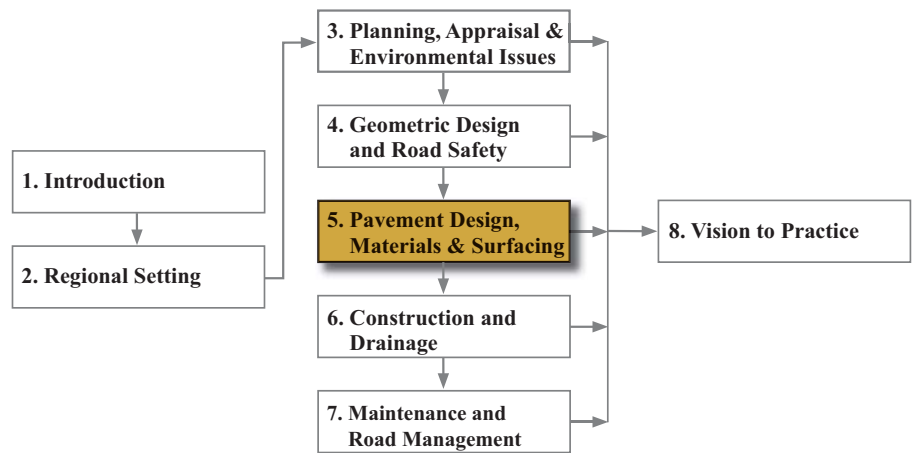 1. Introduction
2. Regional Setting
3. Planning, Appraisal &
Environmental Issues
4. Geometric Design
and Road Safety
5. Pavement Design,
Materials & Surfacing
6. Construction and
Drainage
7. Maintenance and
Road Management
8. Vision to Practice